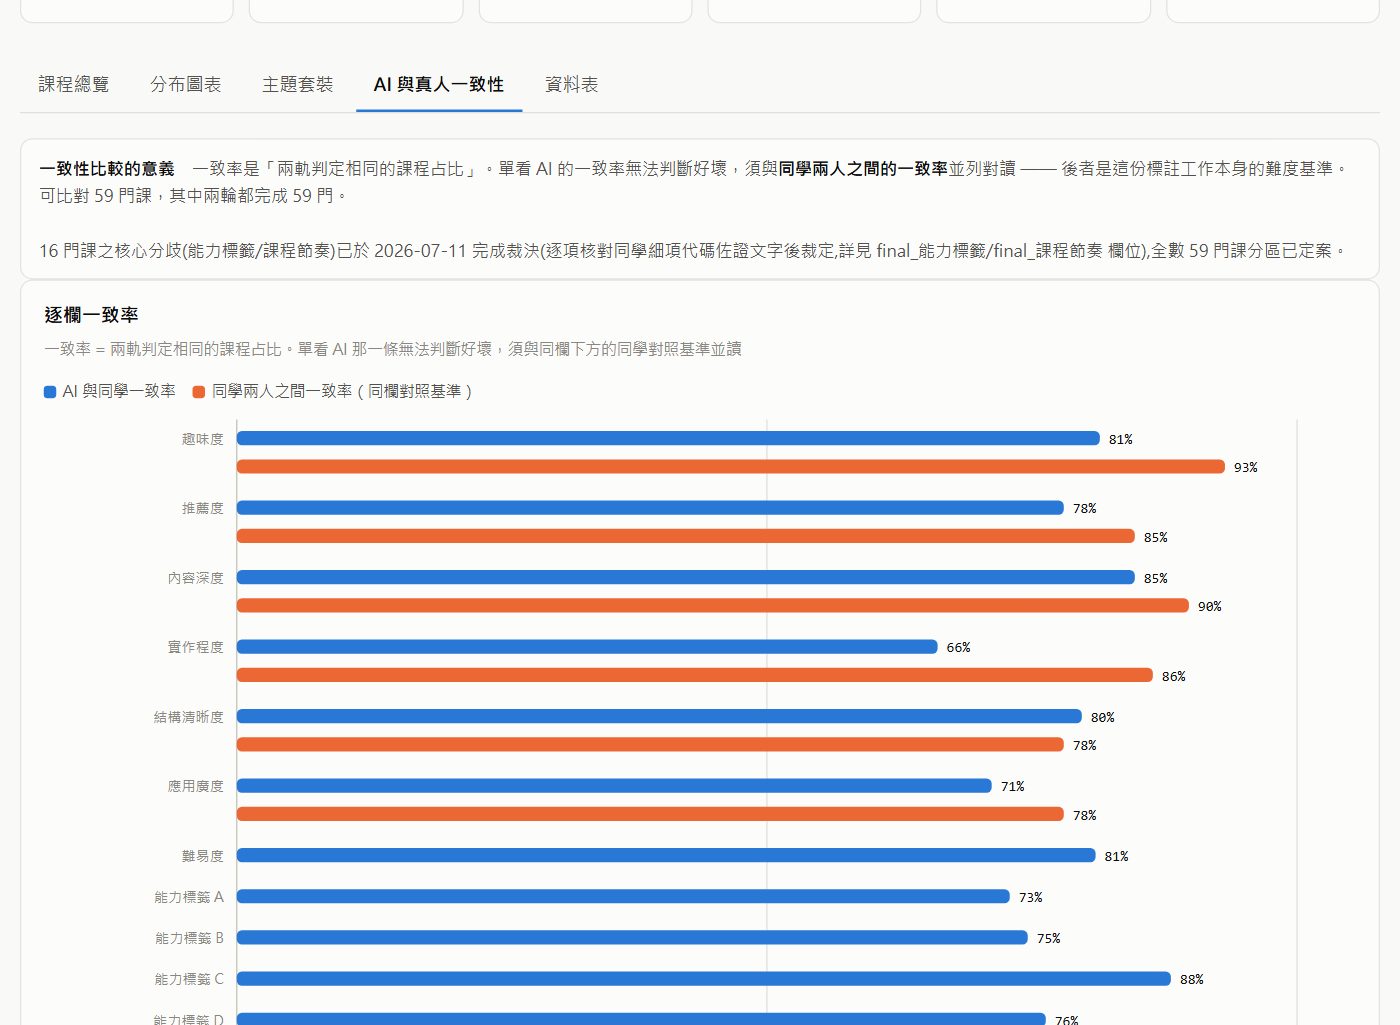 課程總覽 分布圖表 主題套裝 AI 與真人一致性 資料表
一致性比較的意義 一致率是「兩軌判定相同的課程占比」。單看 AI 的一致率無法判斷好壞，須與同學兩人之間的一致率並列對讀 —— 後者是這份標註工作本身的難度基準。
可比對 59 門課，其中兩輪都完成 59 門。
16 門課之核心分歧(能力標籤/課程節奏)已於 2026-07-11 完成裁決(逐項核對同學細項代碼佐證文字後裁定,詳見 final_能力標籤/final_課程節奏 欄位),全數 59 門課分區已定案。
逐欄一致率
一致率 = 兩軌判定相同的課程占比。單看 AI 那一條無法判斷好壞，須與同欄下方的同學對照基準並讀
AI 與同學一致率 同學兩人之間一致率（同欄對照基準）
趣味度 81%
93%
推薦度 78%
85%
內容深度 85%
90%
實作程度 66%
86%
結構清晰度 80%
78%
應用廣度 71%
78%
難易度 81%
能力標籤 A 73%
能力標籤 B 75%
能力標籤 C 88%
能力標籤 D 76%